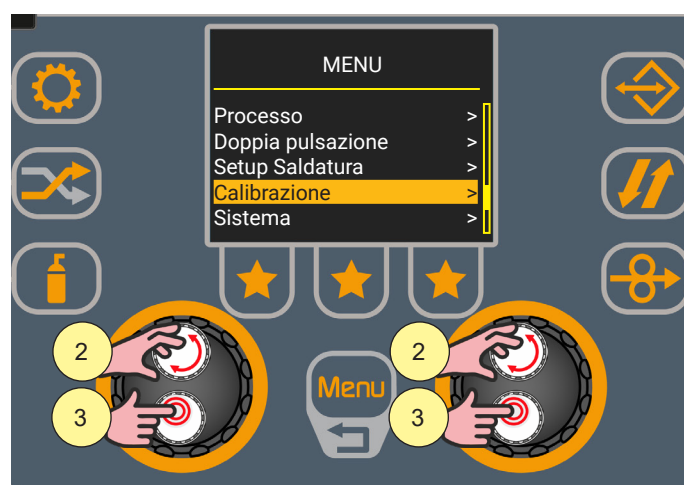 MENU
Processo >
Doppia pulsazione >
Setup Saldatura >
Calibrazione >
Sistema >
2
2
Menu
3
3